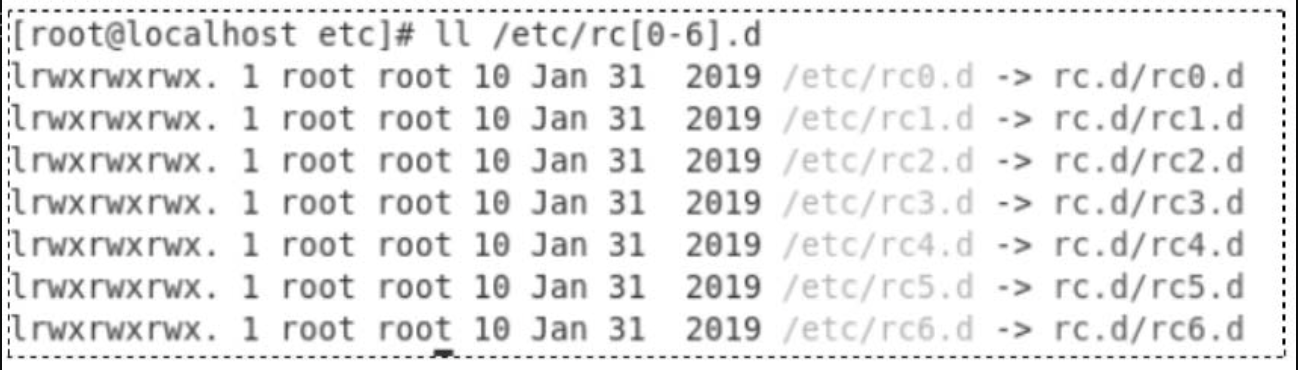 [root@localhost etc]# ll /etc/rc[0-6].d
lrwxrwxrwx. 1 root root 10 Jan 31  2019 /etc/rc0.d -> rc.d/rc0.d
lrwxrwxrwx. 1 root root 10 Jan 31  2019 /etc/rc1.d -> rc.d/rc1.d
lrwxrwxrwx. 1 root root 10 Jan 31  2019 /etc/rc2.d -> rc.d/rc2.d
lrwxrwxrwx. 1 root root 10 Jan 31  2019 /etc/rc3.d -> rc.d/rc3.d
lrwxrwxrwx. 1 root root 10 Jan 31  2019 /etc/rc4.d -> rc.d/rc4.d
lrwxrwxrwx. 1 root root 10 Jan 31  2019 /etc/rc5.d -> rc.d/rc5.d
lrwxrwxrwx. 1 root root 10 Jan 31  2019 /etc/rc6.d -> rc.d/rc6.d